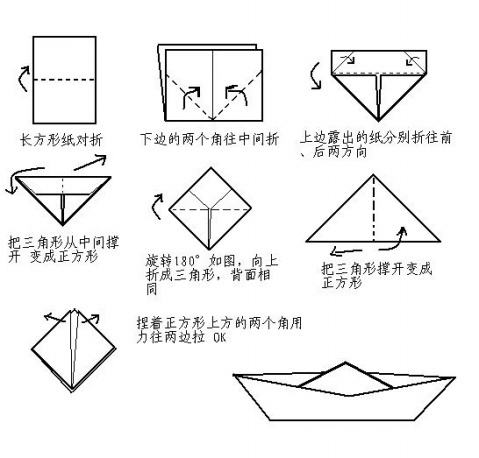 长方形纸对折
下边的两个角往中间折
上边露出的纸分别折往前
、后两方向
把三角形从中间撑
开 变成正方形
旋转180°如图，向上
折成三角形，背面相
同
把三角形撑开变成
正方形
捏着正方形上方的两个角用
力往两边拉 OK